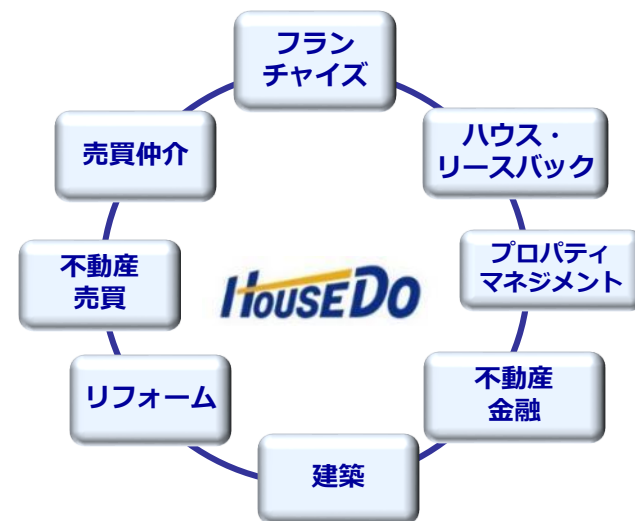 フラン
チャイズ
ハウス・
リースバック
プロパティ
マネジメント
不動産
金融
建築
リフォーム
不動産
売買
売買仲介
HOUSEDO